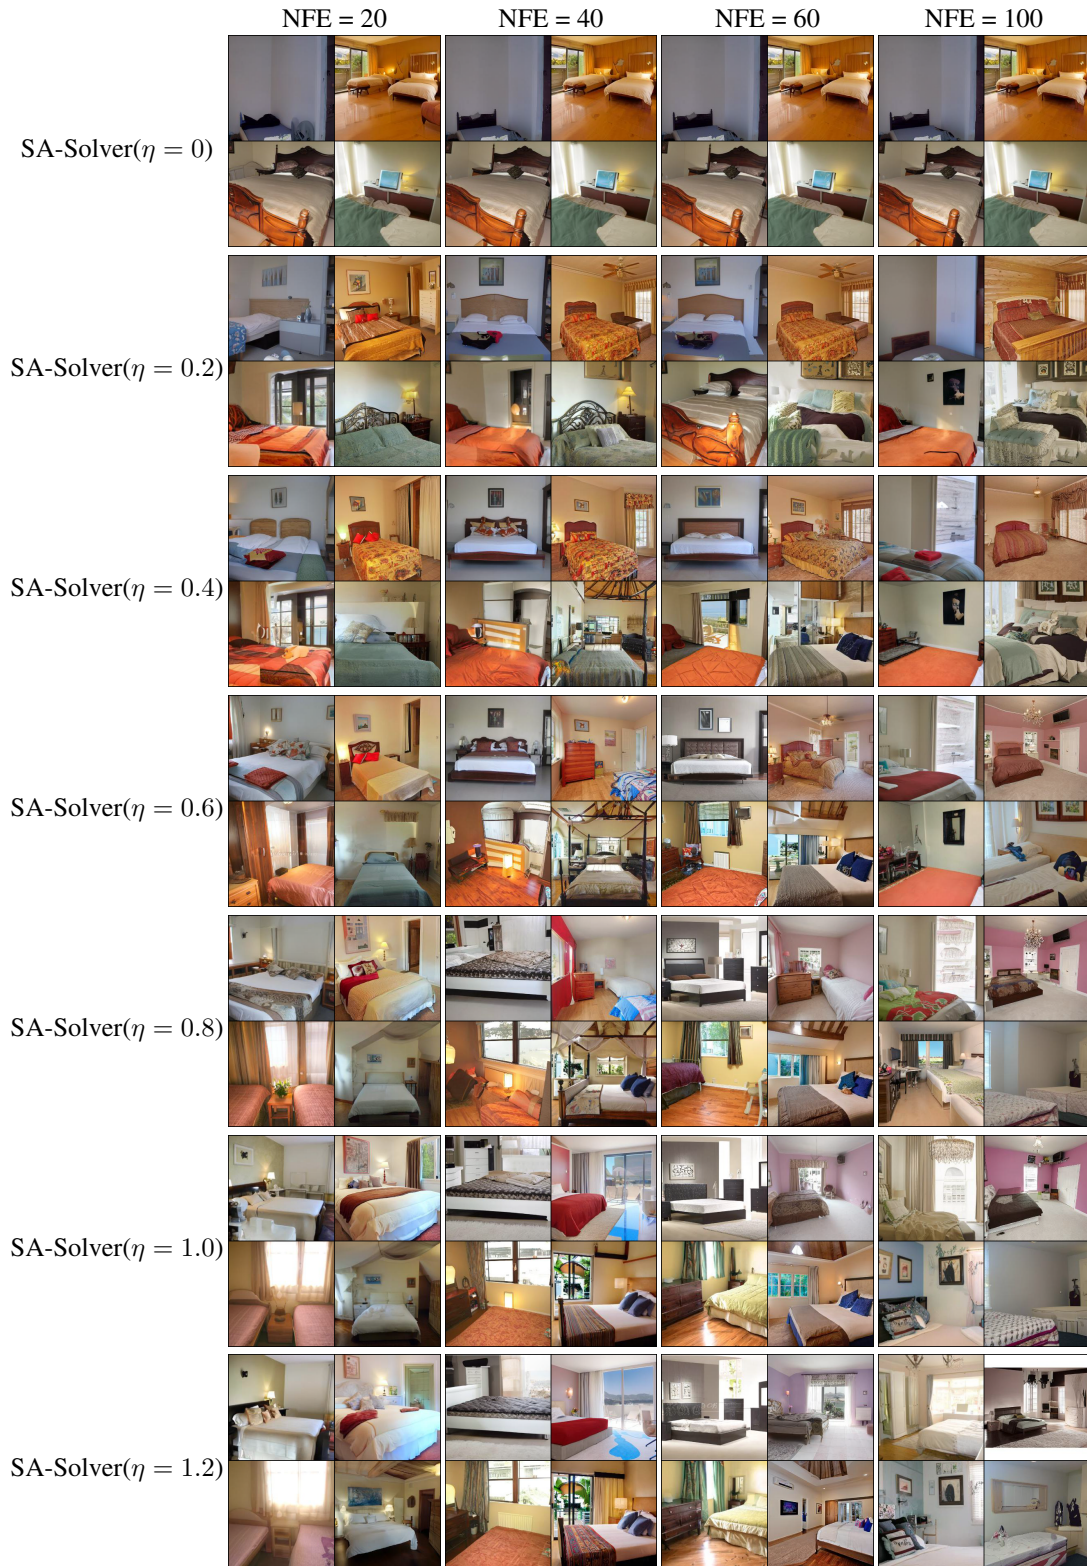 NFE = 20 NFE = 40 NFE = 60 NFE = 100
SA-Solver(η = 0)
SA-Solver(η = 0.2)
SA-Solver(η = 0.4)
SA-Solver(η = 0.6)
SA-Solver(η = 0.8)
SA-Solver(η = 1.0)
SA-Solver(η = 1.2)